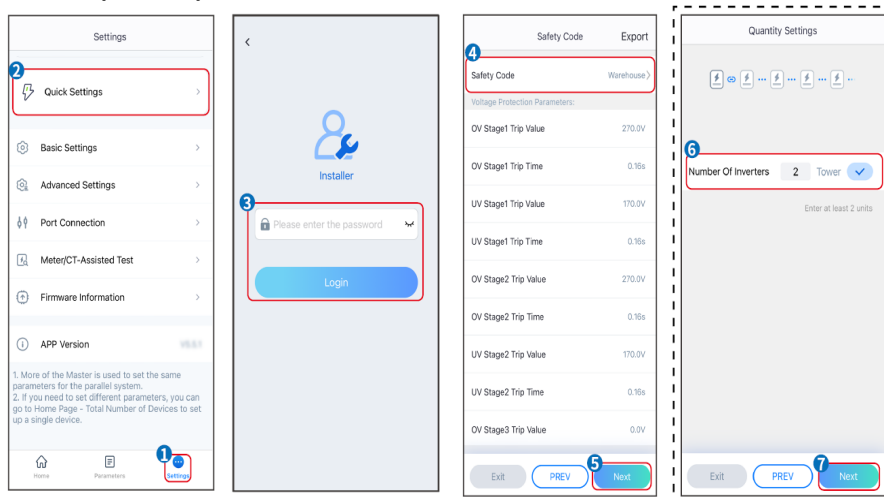 Settings
2
Quick Settings
Basic Settings
Advanced Settings
Port Connection
Meter/CT-Assisted Test
Firmware Information
APP Version
1. More of the Master is used to set the same
parameters for the parallel system.
2. If you need to set different parameters, you can
go to Home Page - Total Number of Devices to set
up a single device.
1
Home
Parameters
Settings
Installer
3
Please enter the password
Login
Safety Code
Export
4
Safety Code
Warehouse
Voltage Protection Parameters:
OV Stage1 Trip Value 270.0V
OV Stage1 Trip Time 0.16s
UV Stage1 Trip Value 170.0V
UV Stage1 Trip Time 0.16s
OV Stage2 Trip Value 270.0V
OV Stage2 Trip Time 0.16s
UV Stage2 Trip Value 170.0V
UV Stage2 Trip Time 0.16s
OV Stage3 Trip Value 0.0V
5
Exit PREV Next
Quantity Settings
6
Number Of Inverters 2 Tower
Enter at least 2 units
7
Exit PREV Next